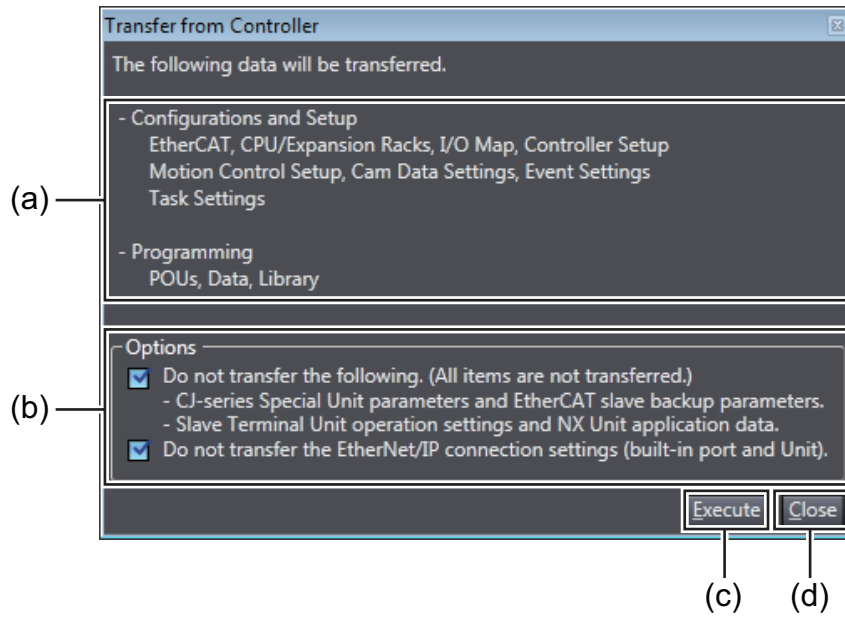 Transfer from Controller
The following data will be transferred.
- Configurations and Setup
EtherCAT, CPU/Expansion Racks, I/O Map, Controller Setup
Motion Control Setup, Cam Data Settings, Event Settings
Task Settings
(a)
- Programming
POUs, Data, Library
Options
Do not transfer the following. (All items are not transferred.)
- CJ-series Special Unit parameters and EtherCAT slave backup parameters.
(b)
- Slave Terminal Unit operation settings and NX Unit application data.
Do not transfer the EtherNet/IP connection settings (built-in port and Unit).
Execute Close
(c) (d)